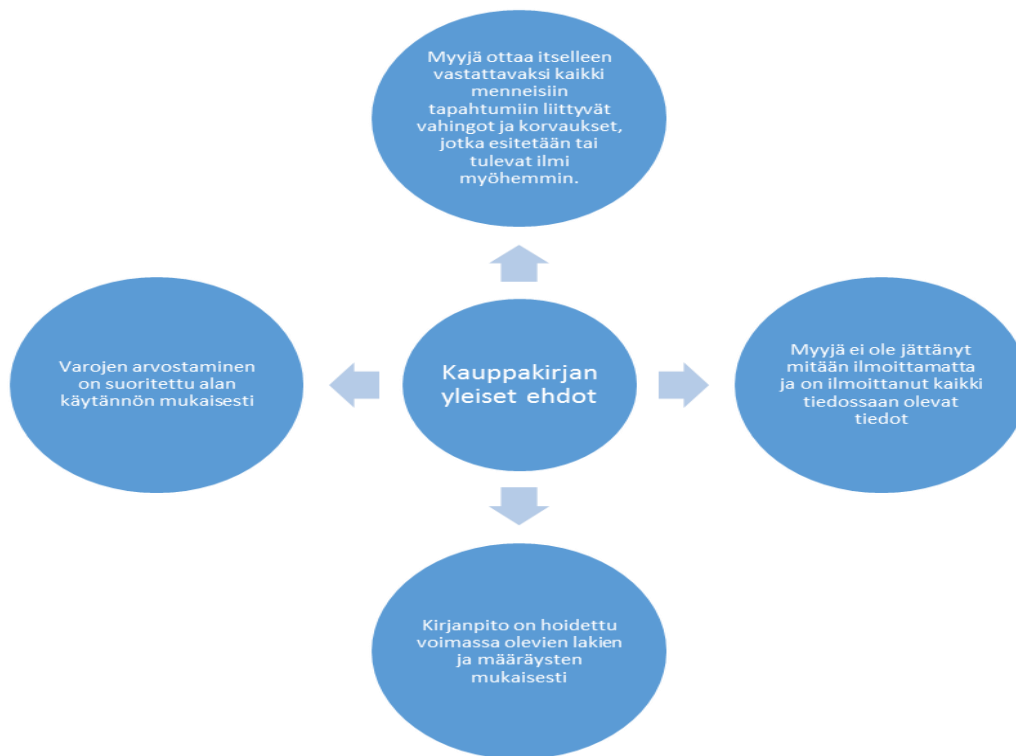 Myyjä ottaa itselleen
vastattavaksi kaikki
menneisiin
tapahtumiin liittyvät
vahingot ja korvaukset,
jotka esitetään tai
tulevat ilmi
myöhemmin.
Varojen arvostaminen
on suoritettu alan
käytännön mukaisesti
Kauppakirjan
yleiset ehdot
Myyjä ei ole jättänyt
mitään ilmoittamatta
ja on ilmoittanut kaikki
tiedossaan olevat
tiedot
Kirjanpito on hoidettu
voimassa olevien lakien
ja määräysten
mukaisesti